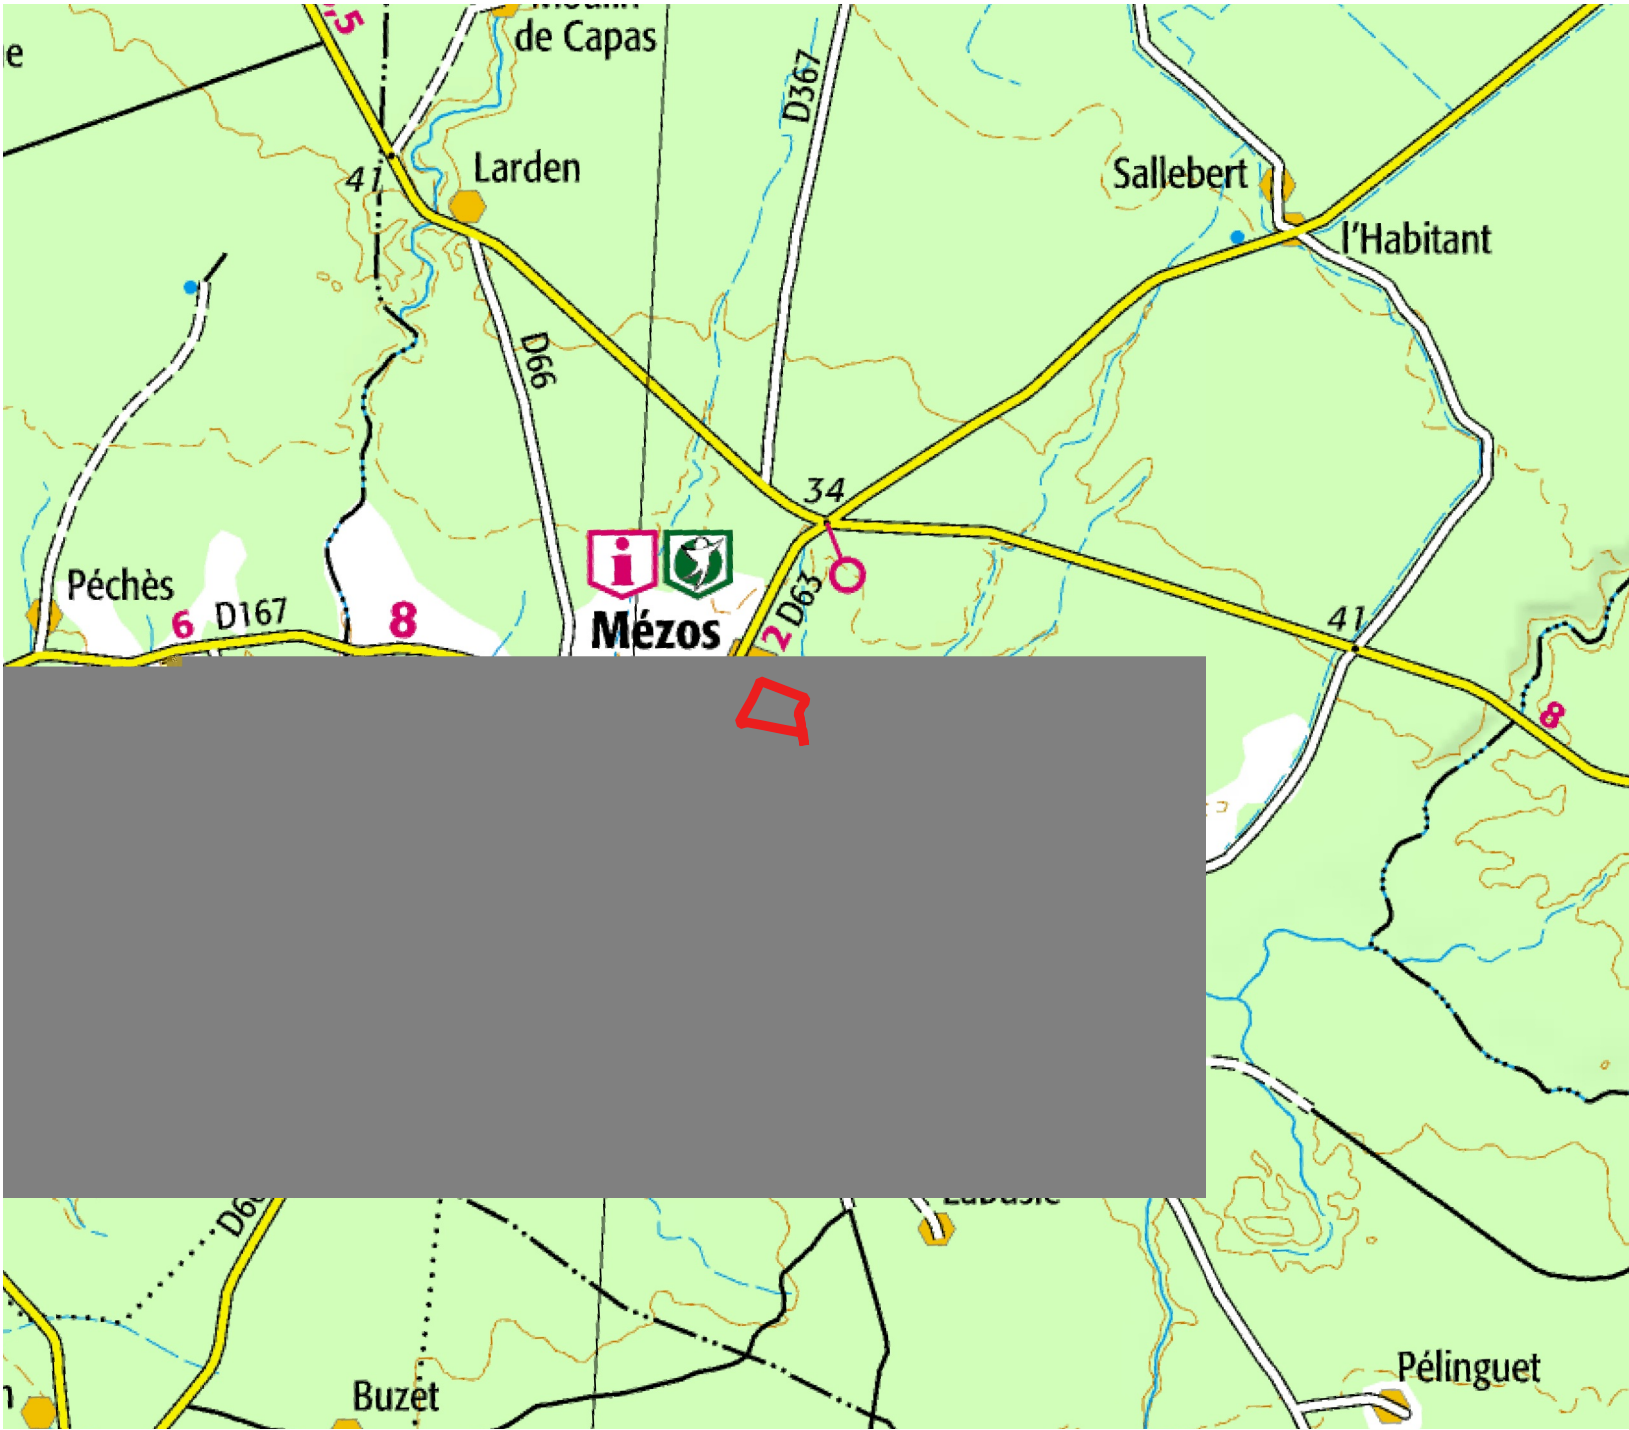 de Capas
,5
D367
41
Larden
Sallebert
l'Habitant
D66
34
i
Péchès
6
D167
8
Mézos
2
D63
41
8
Buzet
Pélinguet